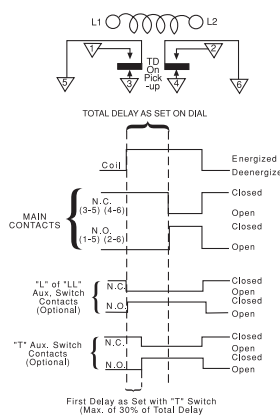 L1 L2
1 2
TD
On
Pick
-up
5 3 4 6
TOTAL DELAY AS SET ON DIAL
Coil
Energized
Deenergize
MAIN
CONTACTS
N.C.
(3-5) (4-6)
Closed
Open
N.O.
(1-5) (2-6)
Closed
Open
"L" of "LL"
Aux, Switch
Contacts
(Optional)
N.C.
Closed
Open
N.O.
Closed
Open
"T" Aux. Switch
Contacts
(Optional)
N.C.
Closed
Open
N.O.
Closed
Open
First Delay as Set with "T" Switch
(Max. of 30% of Total Delay